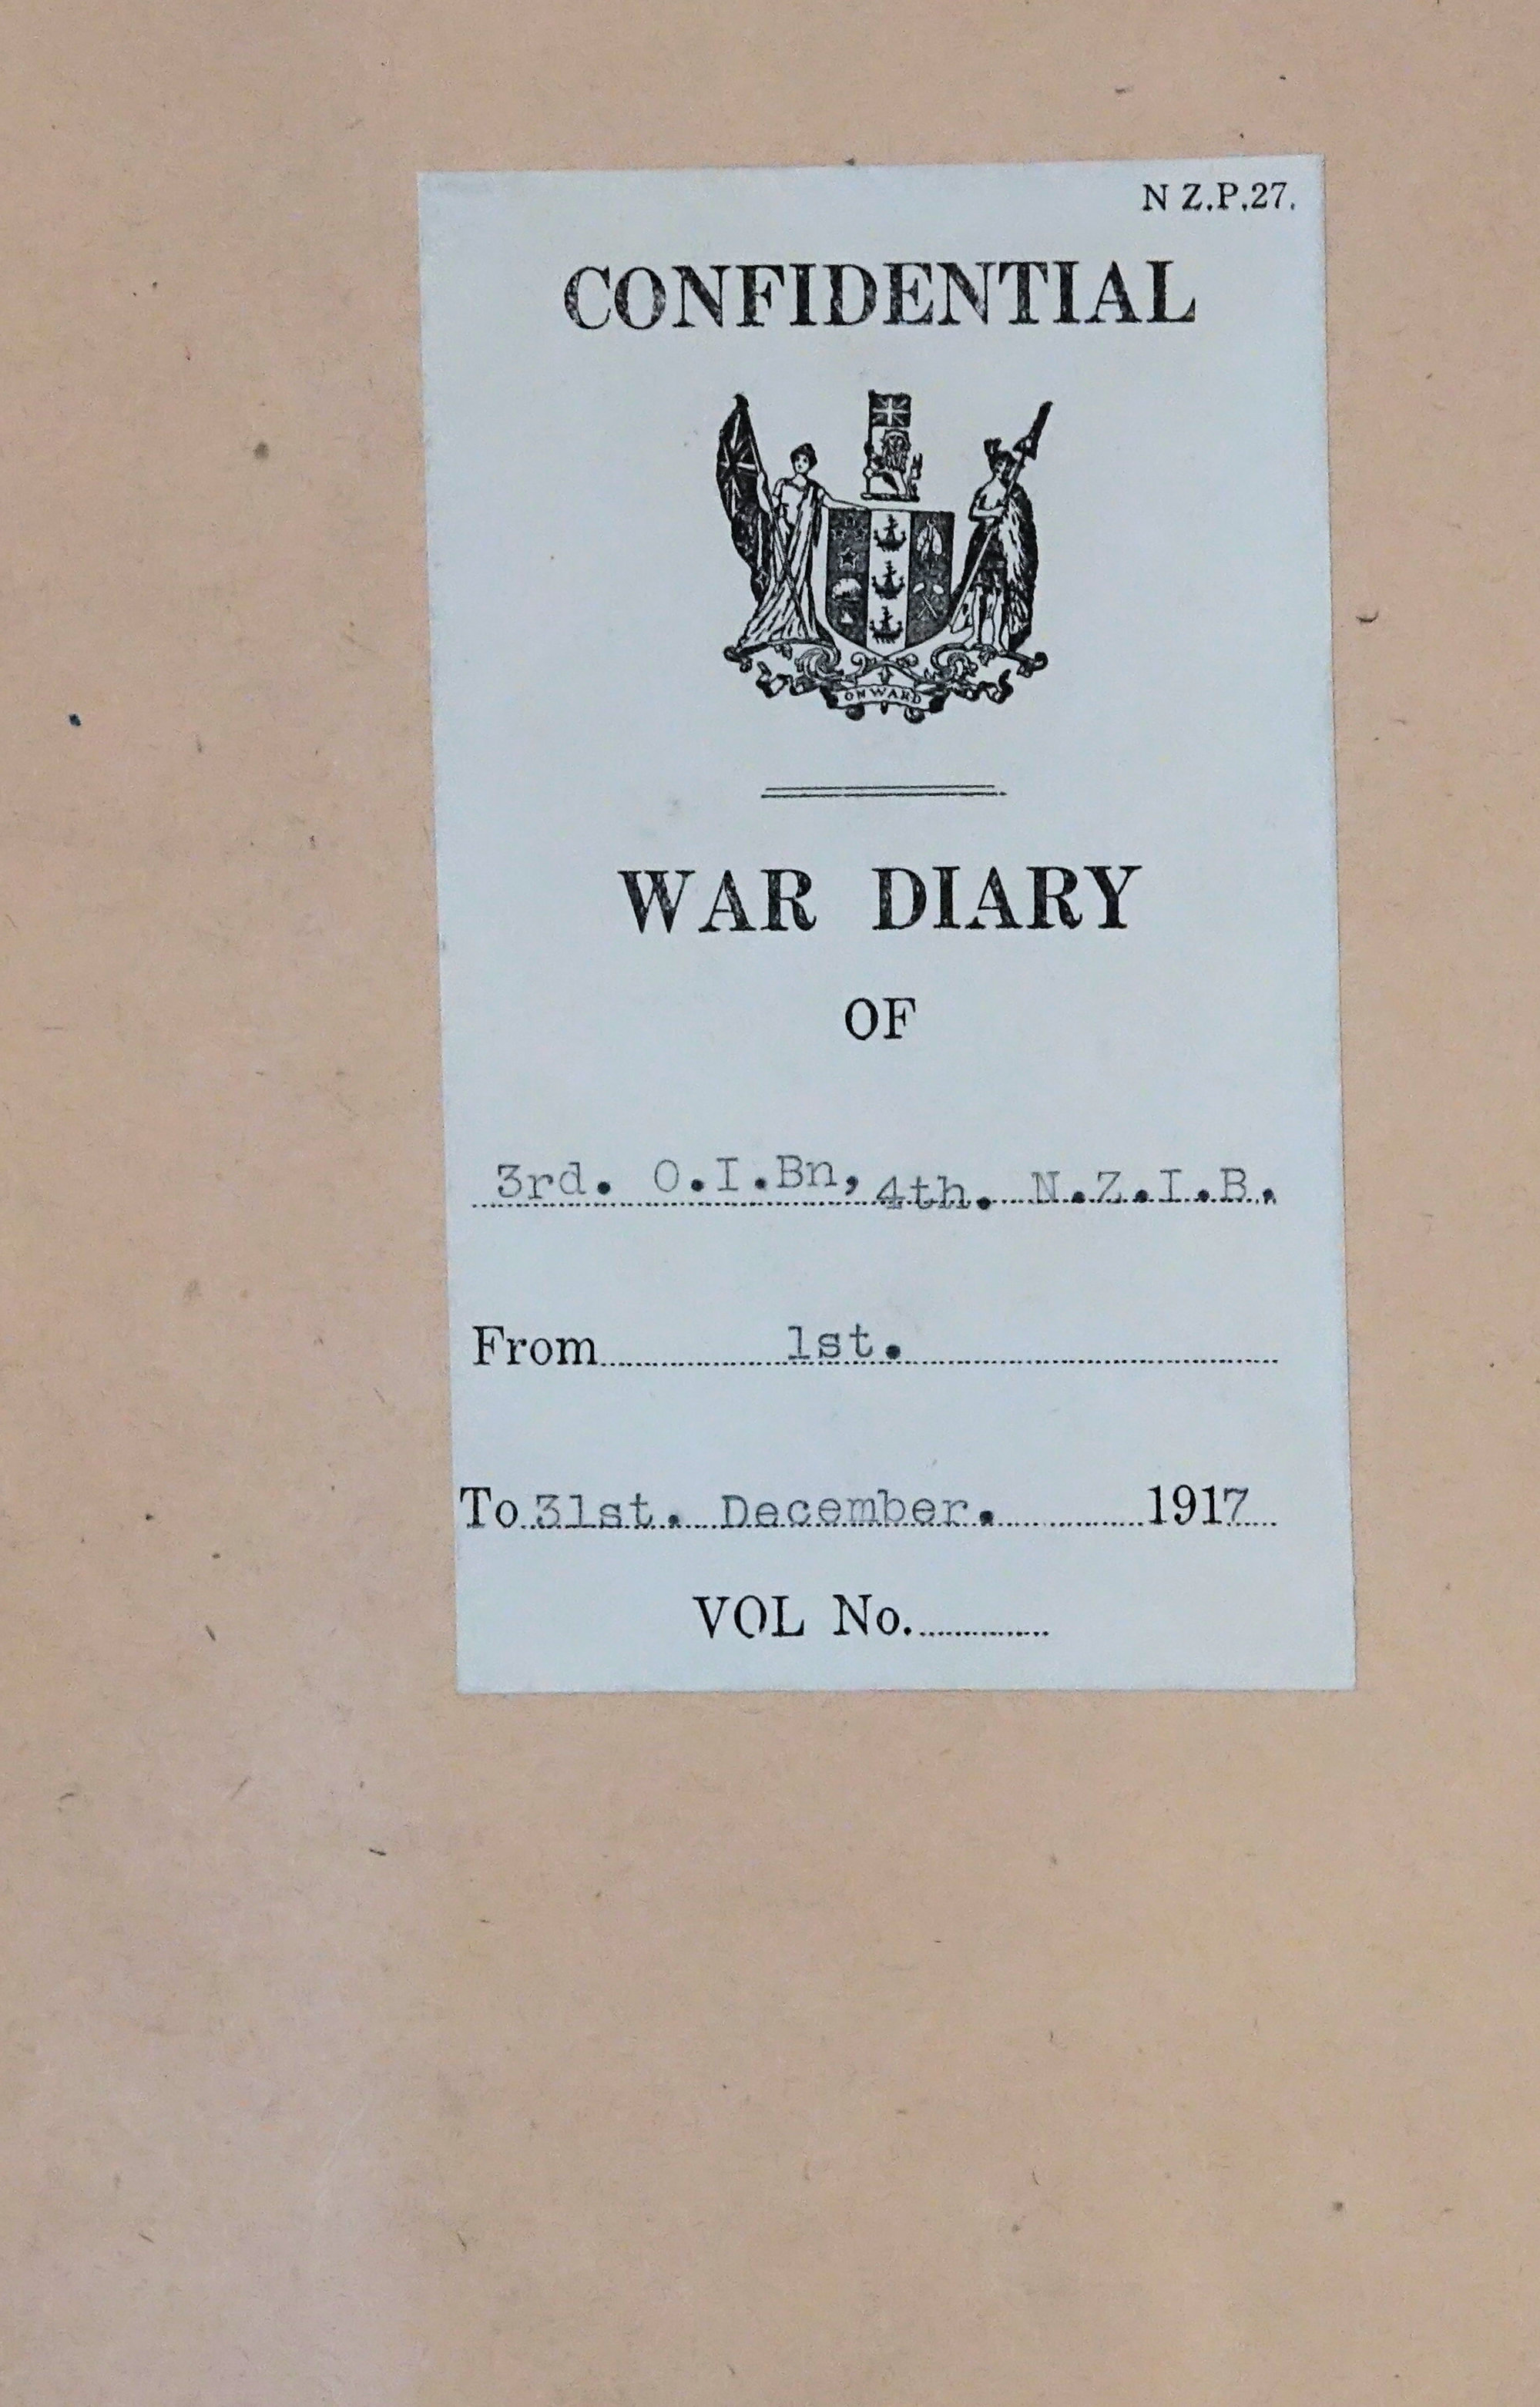 N Z.P.27.
CONFIDENTIAL
ONWARD
WAR DIARY
OF
3rd. O.I.Bn, 4th. N.Z.I.B.
From 1st.
To 31st. December. 1917
VOL No.